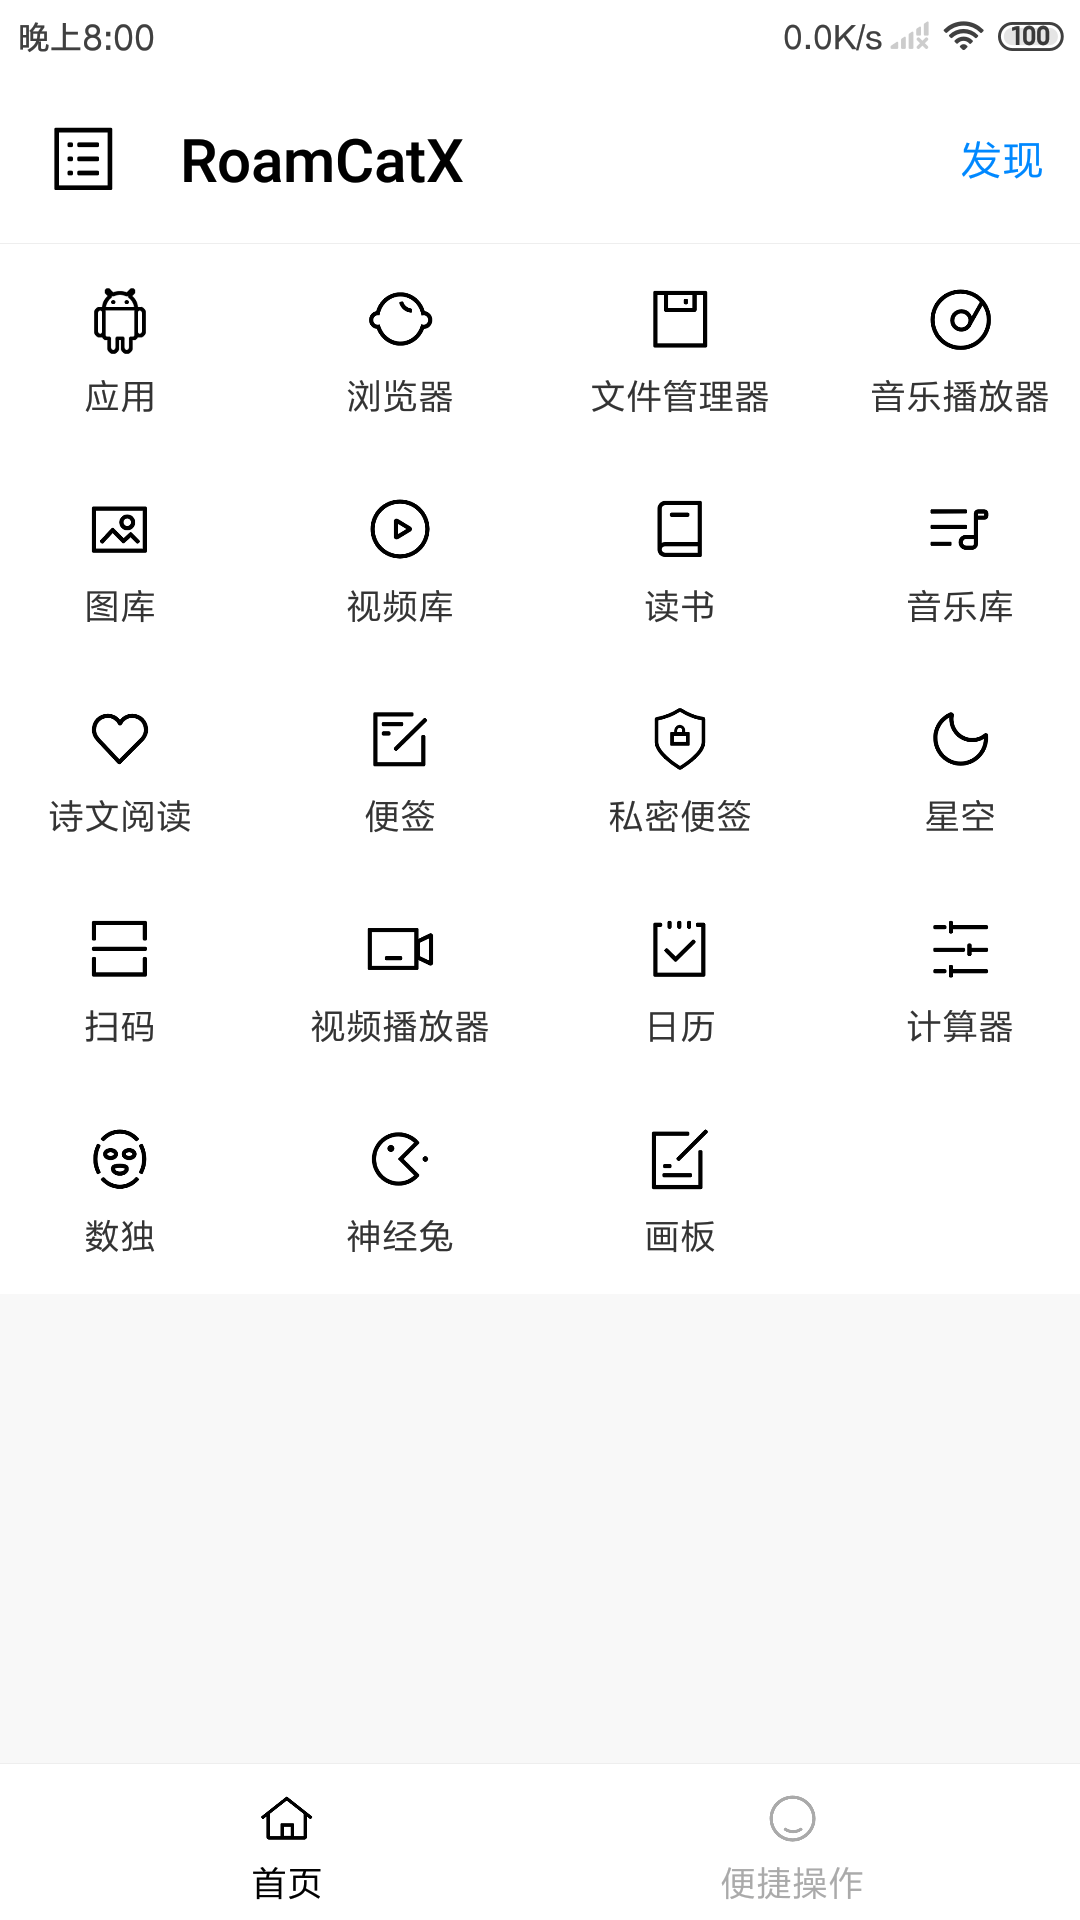 晚上8:00 0.0K/s 100
RoamCatX 发现
应用 浏览器 文件管理器 音乐播放器
图库 视频库 读书 音乐库
诗文阅读 便签 私密便签 星空
扫码 视频播放器 日历 计算器
数独 神经兔 画板
首页 便捷操作